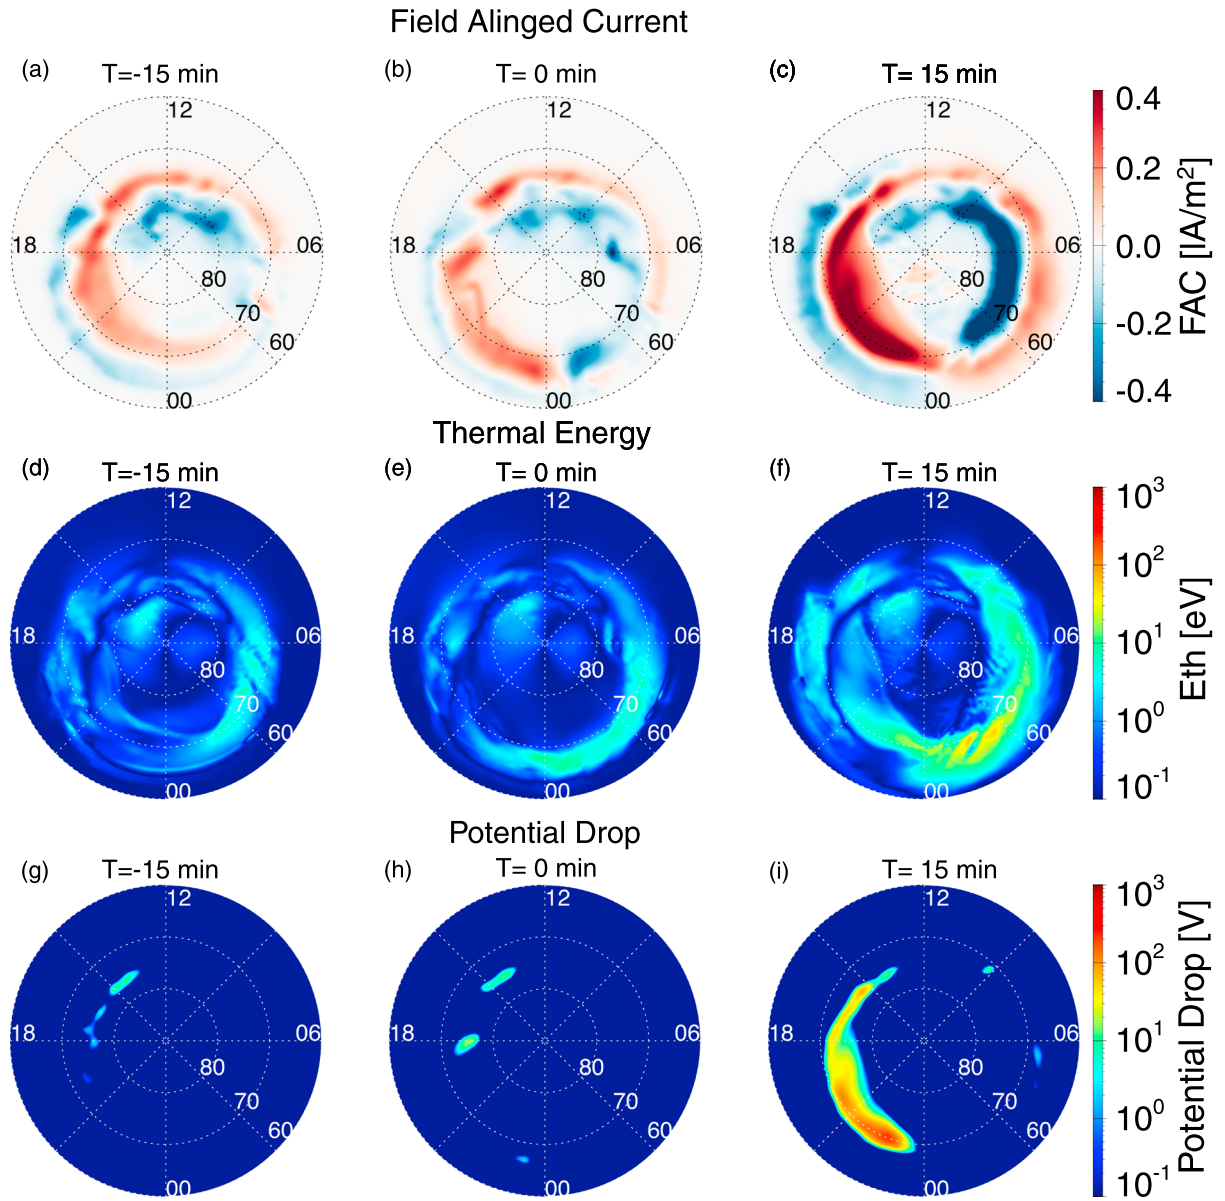 Field Alinged Current
(a) T=-15 min (b) T= 0 min (c) T= 15 min
12 12 12
18 06 18 06 18 06
80 80
70 70 70
60 60 60
00 00 00
0.4
0.2
0.0
-0.2
-0.4
FAC [IA/m²]
Thermal Energy
(d) T=-15 min (e) T= 0 min (f) T= 15 min
12 12 12
18 06 18 06 18 06
80 80 80
70 70 70
60 60 60
00 00 00
10³
10²
10¹
10⁰
10⁻¹
Eth [eV]
Potential Drop
(g) T=-15 min (h) T= 0 min (i) T= 15 min
12 12 12
18 06 18 06 18 06
80 80 80
70 70 70
60 60 60
00 00 00
10³
10²
10¹
10⁰
10⁻¹
Potential Drop [V]